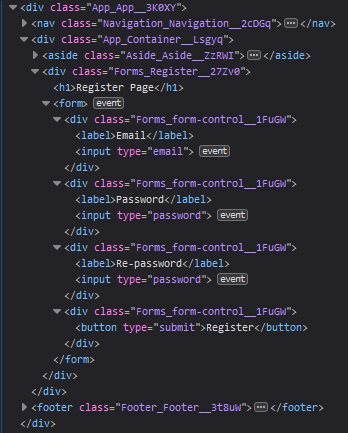 <div class="App_App__3K0XY">
<nav class="Navigation_Navigation__2cDGq">…</nav>
<div class="App_Container__Lsgyq">
<aside class="Aside_Aside__ZzRWI">…</aside>
<div class="Forms_Register__27Zv0">
<h1>Register Page</h1>
<form> event
<div class="Forms_form-control__1FuGW">
<label>Email</label>
<input type="email"> event
</div>
<div class="Forms_form-control__1FuGW">
<label>Password</label>
<input type="password"> event
</div>
<div class="Forms_form-control__1FuGW">
<label>Re-password</label>
<input type="password"> event
</div>
<div class="Forms_form-control__1FuGW">
<button type="submit">Register</button>
</div>
</form>
</div>
</div>
<footer class="Footer_Footer__3t8uW">…</footer>
</div>